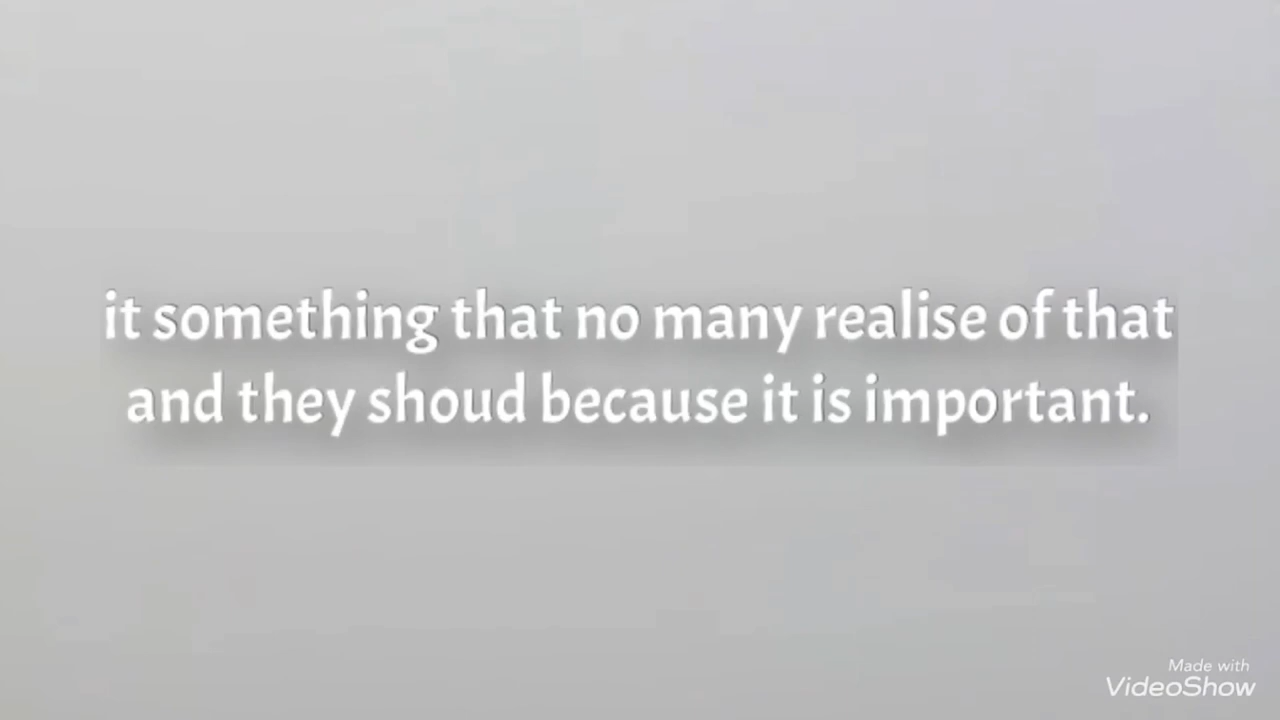 it something that no many realise of that
and they shoud because it is important.
Made with
VideoShow